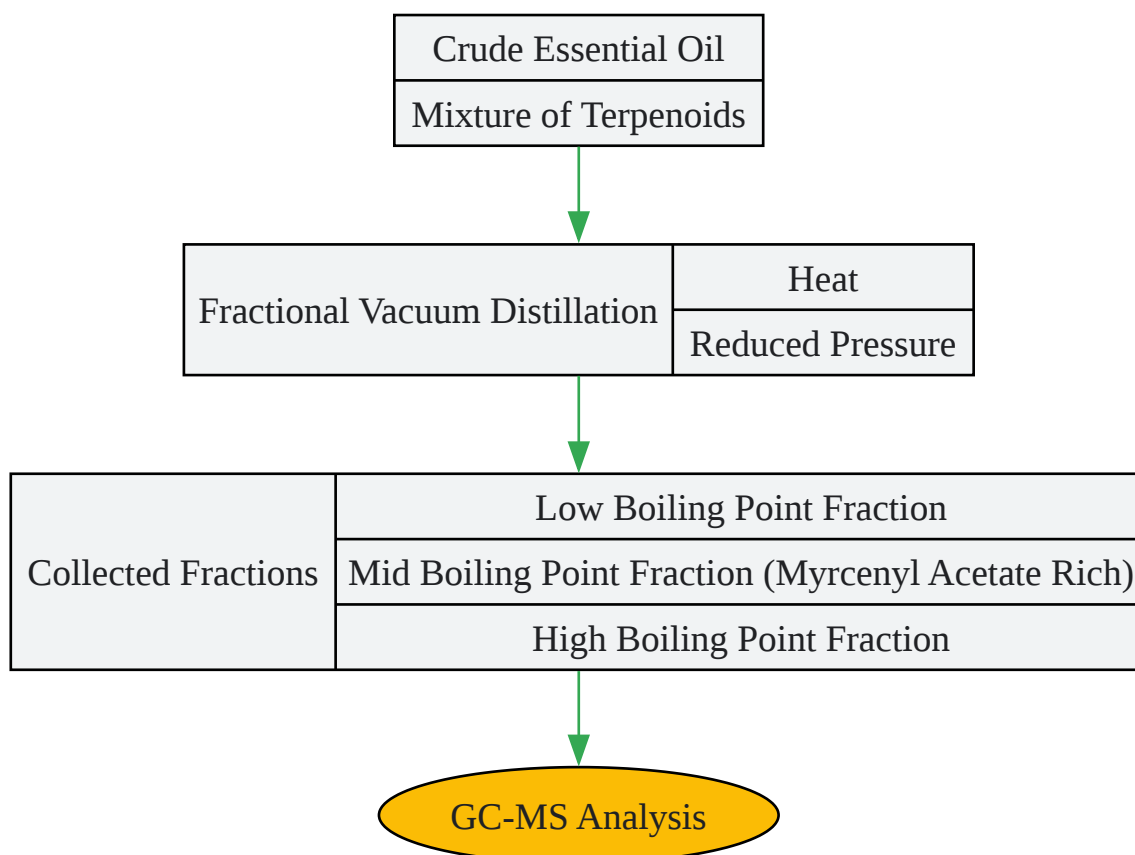 Crude Essential Oil
Mixture of Terpenoids
Fractional Vacuum Distillation
Heat
Reduced Pressure
Collected Fractions
Low Boiling Point Fraction
Mid Boiling Point Fraction (Myrcenyl Acetate Rich)
High Boiling Point Fraction
GC-MS Analysis